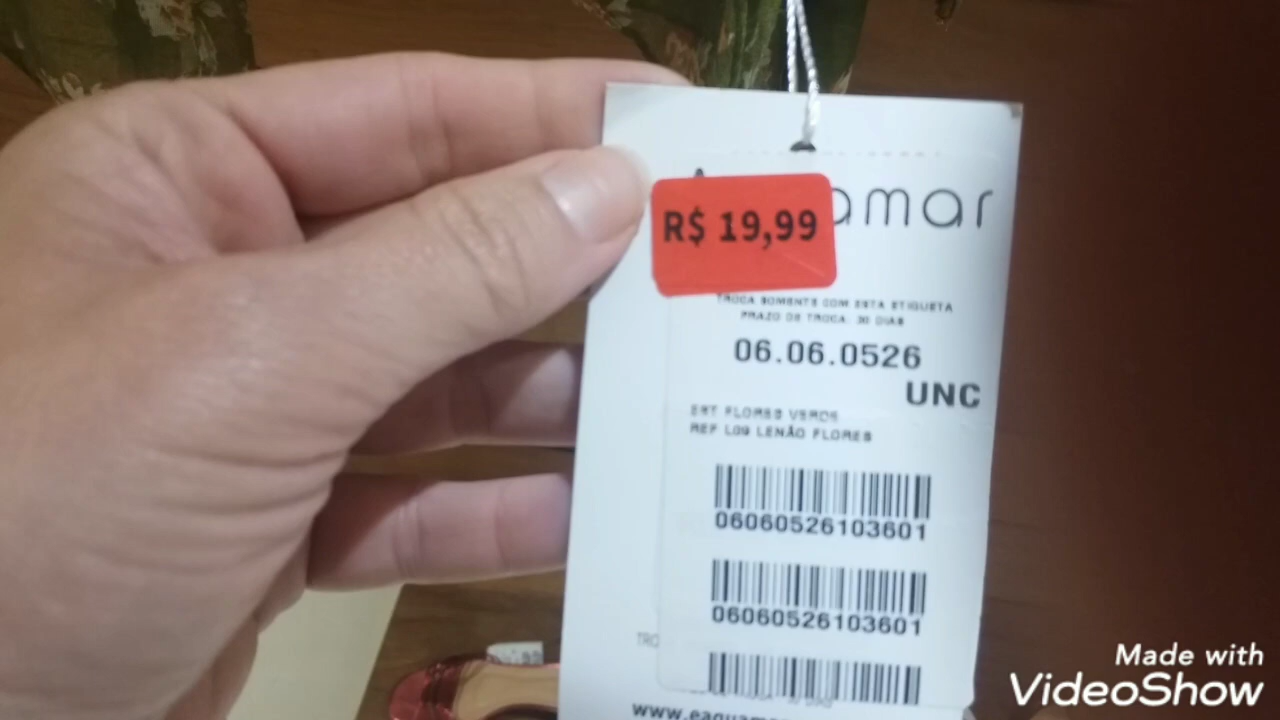 amar
R$ 19,99
TROCA SOMENTE COM ESTA ETIQUETA
PRAZO DE TROCA: 30 DIAS
06.06.0526
UNC
EST FLORES VERDE
REF L09 LENÃO FLORES
06060526103601
06060526103601
TRO
Made with
VideoShow